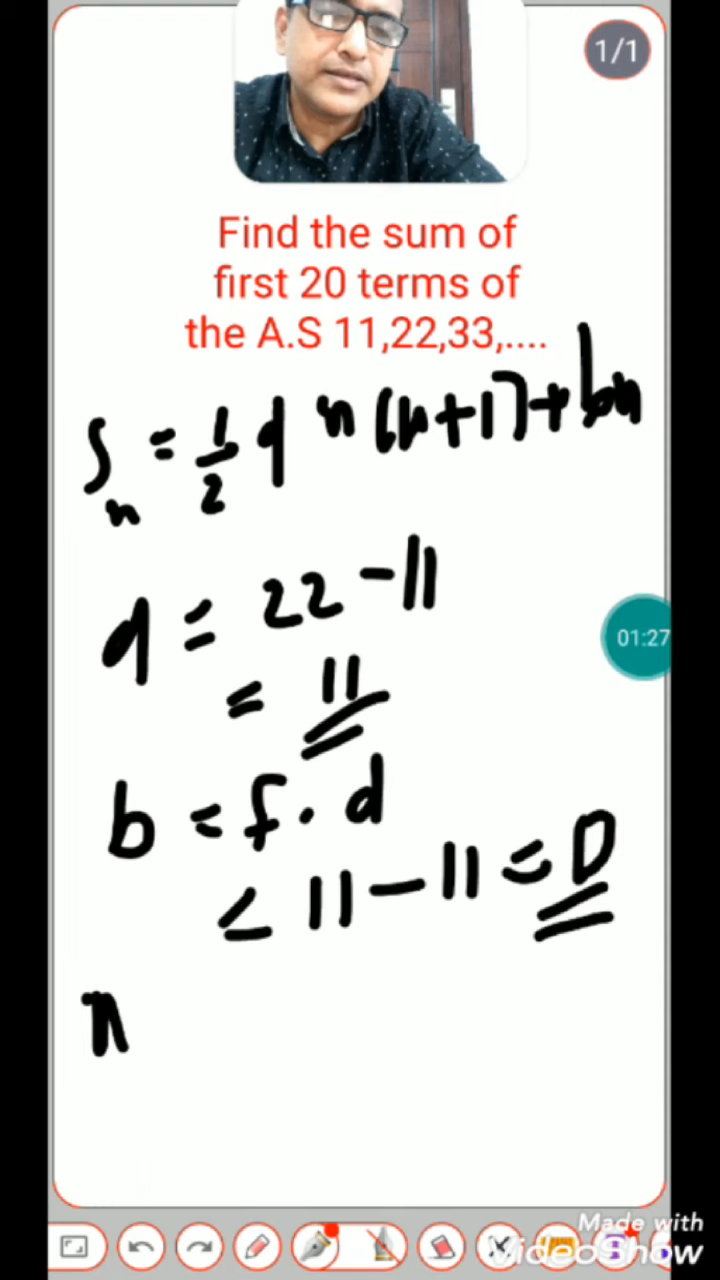 1/1
Find the sum of
first 20 terms of
the A.S 11,22,33,....
Sn = 1/2 d n (n+1) + bn
d = 22 - 11
= 11
01:27
b = f - d
= 11 - 11 = 0
n
Made with
VideoShow